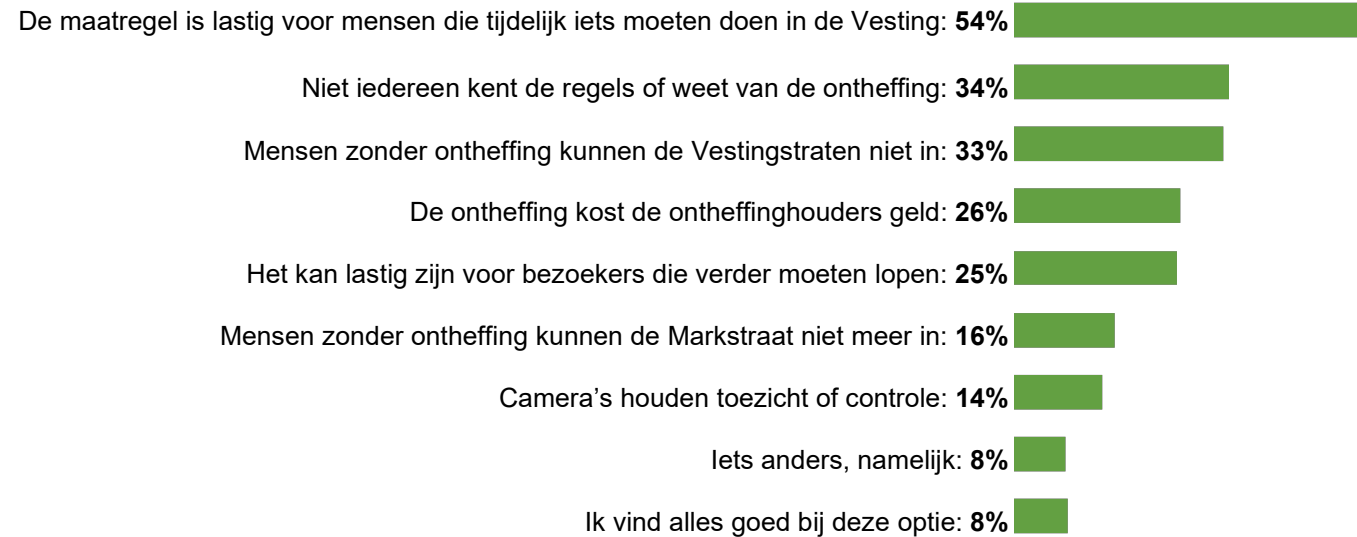 De maatregel is lastig voor mensen die tijdelijk iets moeten doen in de Vesting: 54%
Niet iedereen kent de regels of weet van de ontheffing: 34%
Mensen zonder ontheffing kunnen de Vestingstraten niet in: 33%
De ontheffing kost de ontheffinghouders geld: 26%
Het kan lastig zijn voor bezoekers die verder moeten lopen: 25%
Mensen zonder ontheffing kunnen de Markstraat niet meer in: 16%
Camera’s houden toezicht of controle: 14%
Iets anders, namelijk: 8%
Ik vind alles goed bij deze optie: 8%